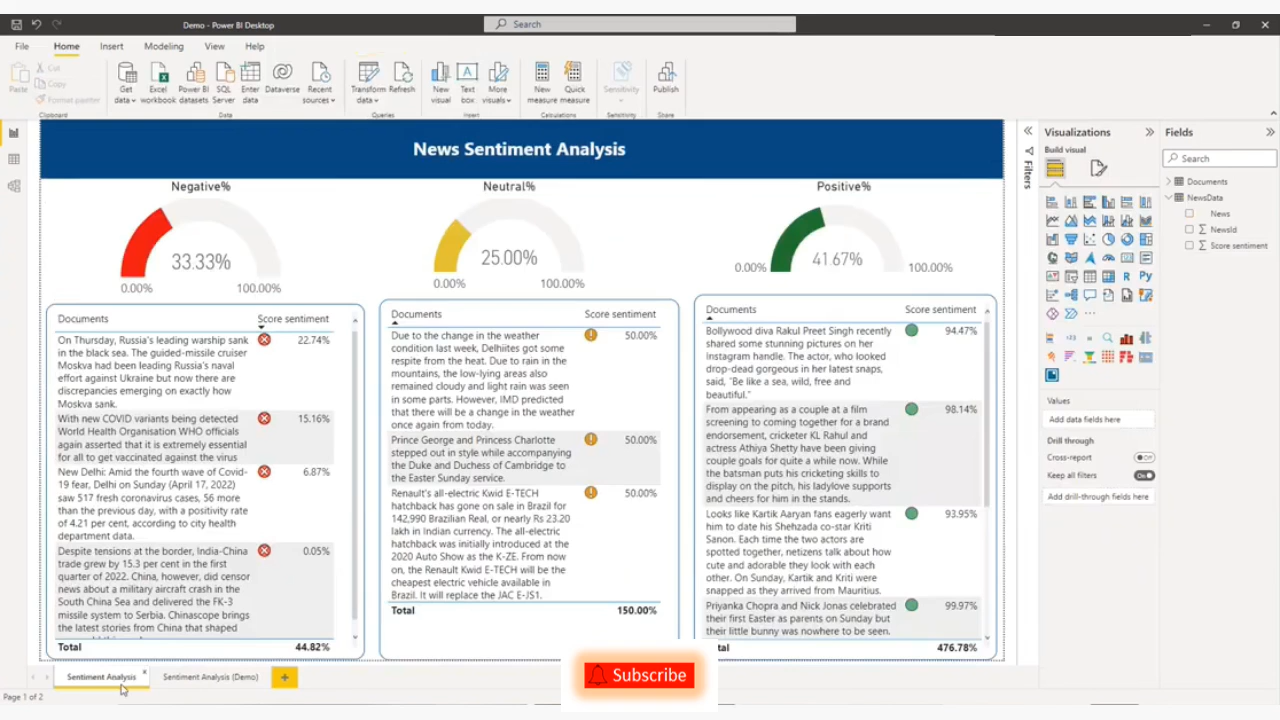 Demo - Power BI Desktop
Search
File
Home
Insert
Modeling
View
Help
Paste
Cut
Copy
Format painter
Get
data
Excel
workbook
Power BI
datasets
SQL
Server
Enter
data
Dataverse
Recent
sources
Transform
data
Refresh
New
visual
Text
box
More
visuals
New
measure
Quick
measure
Sensitivity
Publish
Clipboard
Data
Queries
Insert
Calculations
Sensitivity
Share
News Sentiment Analysis
Negative%
33.33%
0.00%
100.00%
Neutral%
25.00%
0.00%
100.00%
Positive%
41.67%
0.00%
100.00%
Documents
Score sentiment
On Thursday, Russia's leading warship sank
in the black sea. The guided-missile cruiser
Moskva had been leading Russia's naval
effort against Ukraine but now there are
discrepancies emerging on exactly how
Moskva sank.
22.74%
With new COVID variants being detected
World Health Organisation WHO officials
again asserted that it is extremely essential
for all to get vaccinated against the virus
15.16%
New Delhi: Amid the fourth wave of Covid-
19 fear, Delhi on Sunday (April 17, 2022)
saw 517 fresh coronavirus cases, 56 more
than the previous day, with a positivity rate
of 4.21 per cent, according to city health
department data.
6.87%
Despite tensions at the border, India-China
trade grew by 15.3 per cent in the first
quarter of 2022. China, however, did censor
news about a military aircraft crash in the
South China Sea and delivered the FK-3
missile system to Serbia. Chinascope brings
the latest stories from China that shaped
0.05%
Total
44.82%
Documents
Score sentiment
Due to the change in the weather
condition last week, Delhiites got some
respite from the heat. Due to rain in the
mountains, the low-lying areas also
remained cloudy and light rain was seen
in some parts. However, IMD predicted
that there will be a change in the weather
once again from today.
50.00%
Prince George and Princess Charlotte
stepped out in style while accompanying
the Duke and Duchess of Cambridge to
the Easter Sunday service.
50.00%
Renault's all-electric Kwid E-TECH
hatchback has gone on sale in Brazil for
142,990 Brazilian Real, or nearly Rs 23.20
lakh in Indian currency. The all-electric
hatchback was initially introduced at the
2020 Auto Show as the K-ZE. From now
on, the Renault Kwid E-TECH will be the
cheapest electric vehicle available in
Brazil. It will replace the JAC E-JS1.
50.00%
Total
150.00%
Documents
Score sentiment
Bollywood diva Rakul Preet Singh recently
shared some stunning pictures on her
Instagram handle. The actor, who looked
drop-dead gorgeous in her latest snaps,
said, "Be like a sea, wild, free and
beautiful."
94.47%
From appearing as a couple at a film
screening to coming together for a brand
endorsement, cricketer KL Rahul and
actress Athiya Shetty have been giving
couple goals for quite a while now. While
the batsman puts his cricketing skills to
display on the pitch, his ladylove supports
and cheers for him in the stands.
98.14%
Looks like Kartik Aaryan fans eagerly want
him to date his Shehzada co-star Kriti
Sanon. Each time the two actors are
spotted together, netizens talk about how
cute and adorable they look with each
other. On Sunday, Kartik and Kriti were
snapped as they arrived from Mauritius.
93.95%
Priyanka Chopra and Nick Jonas celebrated
their first Easter as parents on Sunday but
their little bunny was nowhere to be seen.
99.97%
tal
476.78%
Filters
Visualizations
Build visual
R
Py
123
Values
Add data fields here
Drill through
Cross-report
Off
Keep all filters
On
Add drill-through fields here
Fields
Search
Documents
NewsData
News
NewsId
Score sentiment
Sentiment Analysis
Sentiment Analysis (Demo)
Subscribe
Page 1 of 2